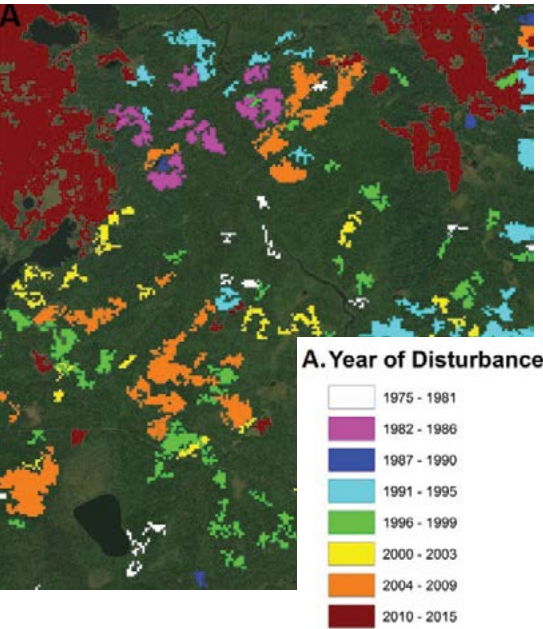 A
A. Year of Disturbance
1975 - 1981
1982 - 1986
1987 - 1990
1991 - 1995
1996 - 1999
2000 - 2003
2004 - 2009
2010 - 2015